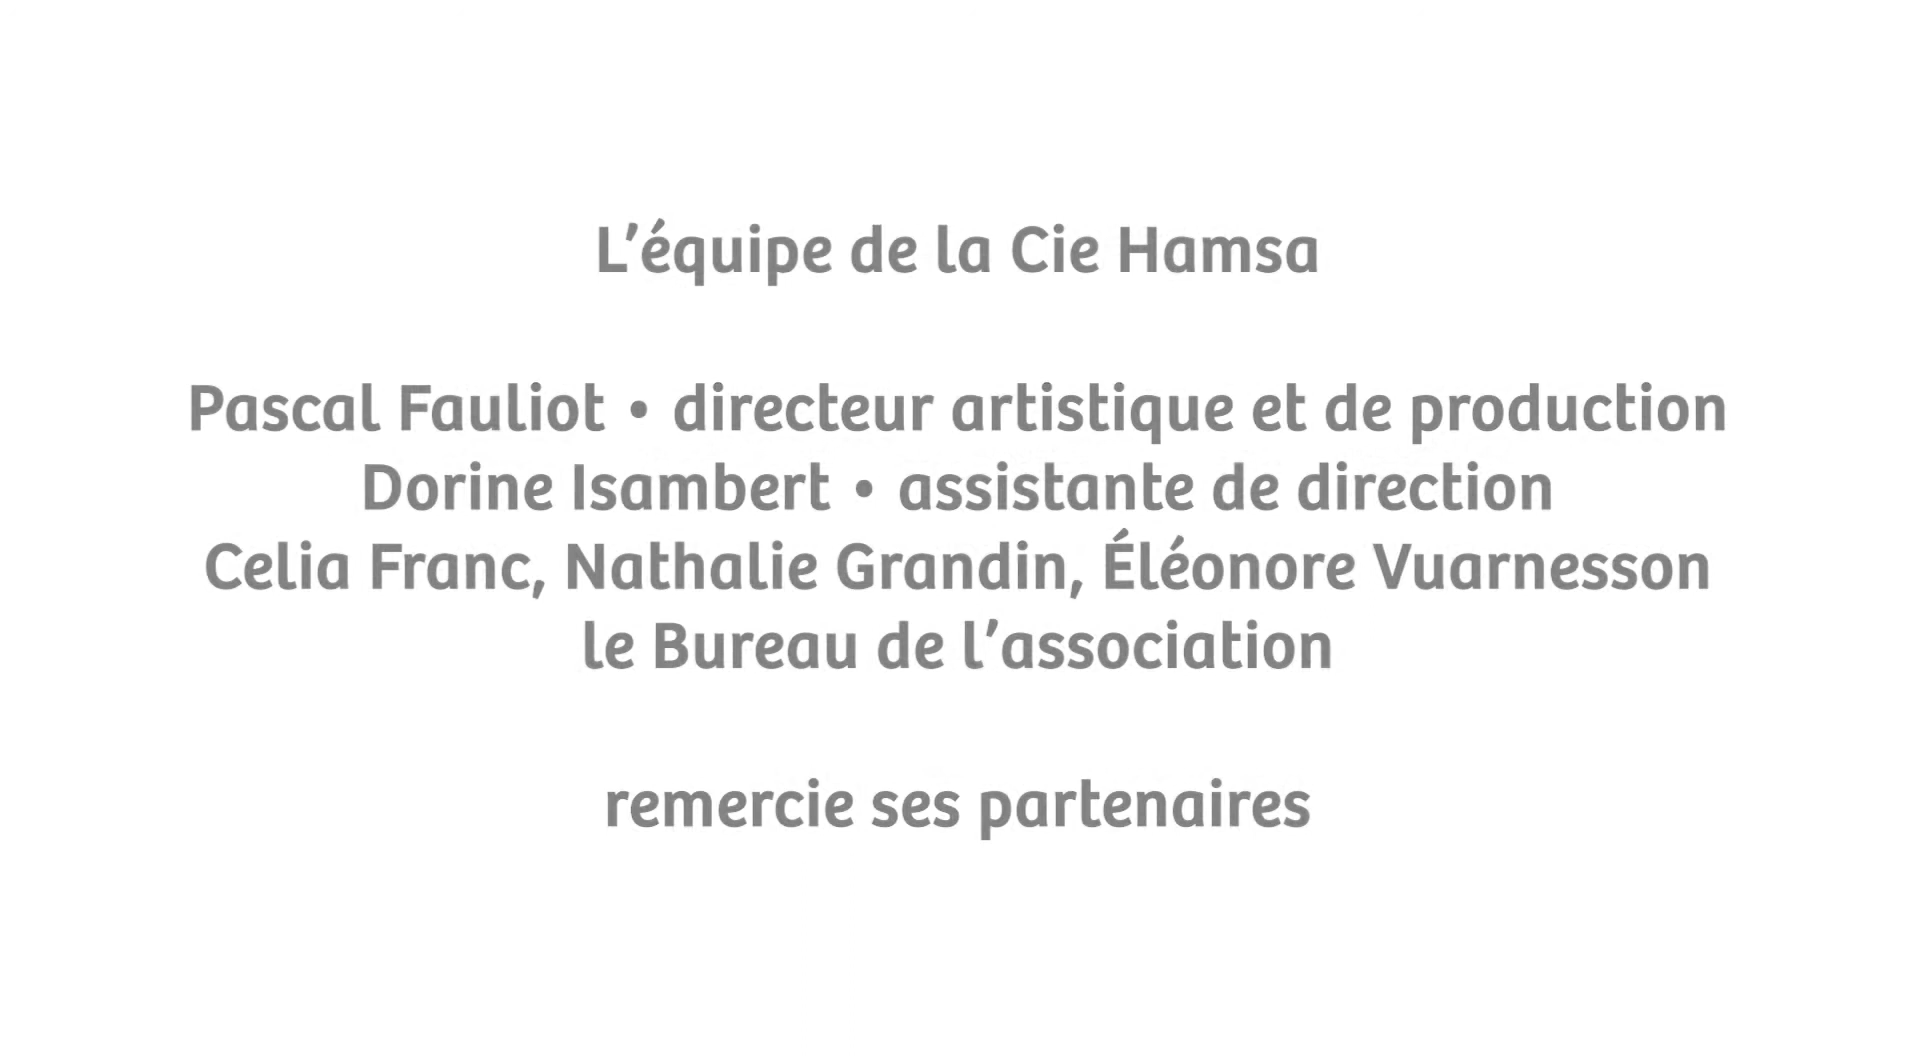 L’équipe de la Cie Hamsa
Pascal Fauliot • directeur artistique et de production
Dorine Isambert • assistante de direction
Celia Franc, Nathalie Grandin, Éléonore Vuarnesson
le Bureau de l’association
remercie ses partenaires